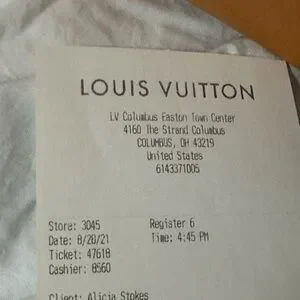 LOUIS VUITTON
LV Columbus Easton Town Center
4160 The Strand Columbus
COLUMBUS, OH 43219
United States
6143371005
Store: 3045 Register 6
Date: 8/20/21 Time: 4:45 PM
Ticket: 47618
Cashier: 8560
Client: Alicia Stokes